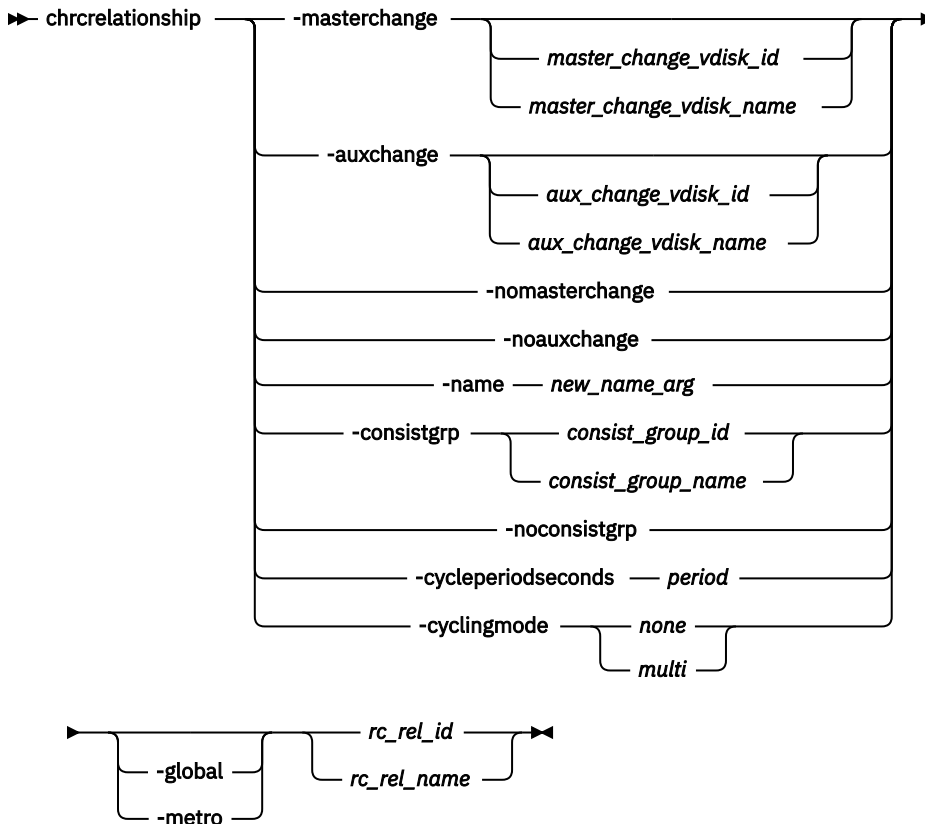 chrcrelationship -masterchange
master_change_vdisk_id
master_change_vdisk_name
-auxchange
aux_change_vdisk_id
aux_change_vdisk_name
-nomasterchange
-noauxchange
-name new_name_arg
-consistgrp consist_group_id
consist_group_name
-noconsistgrp
-cycleperiodseconds period
-cyclingmode none
multi
rc_rel_id
-global rc_rel_name
-metro